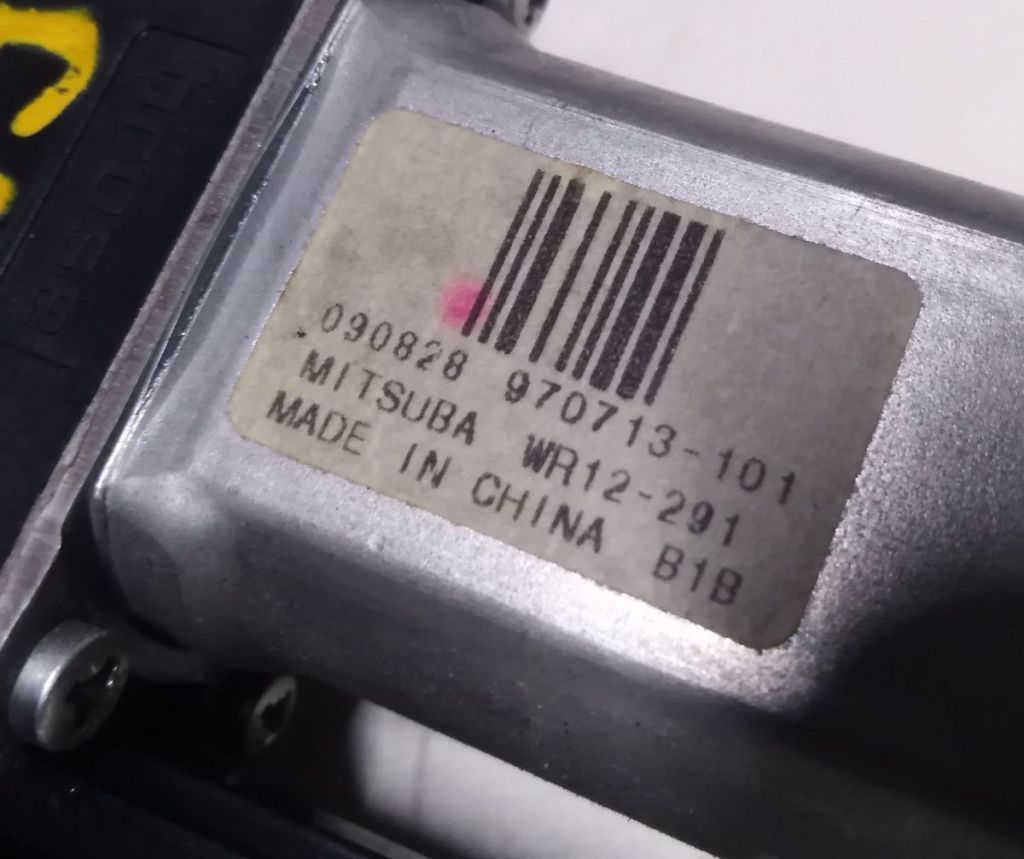 090828 970713-101
MITSUBA WR12-291
MADE IN CHINA B1B